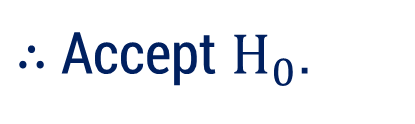 ∴ Accept H₀.